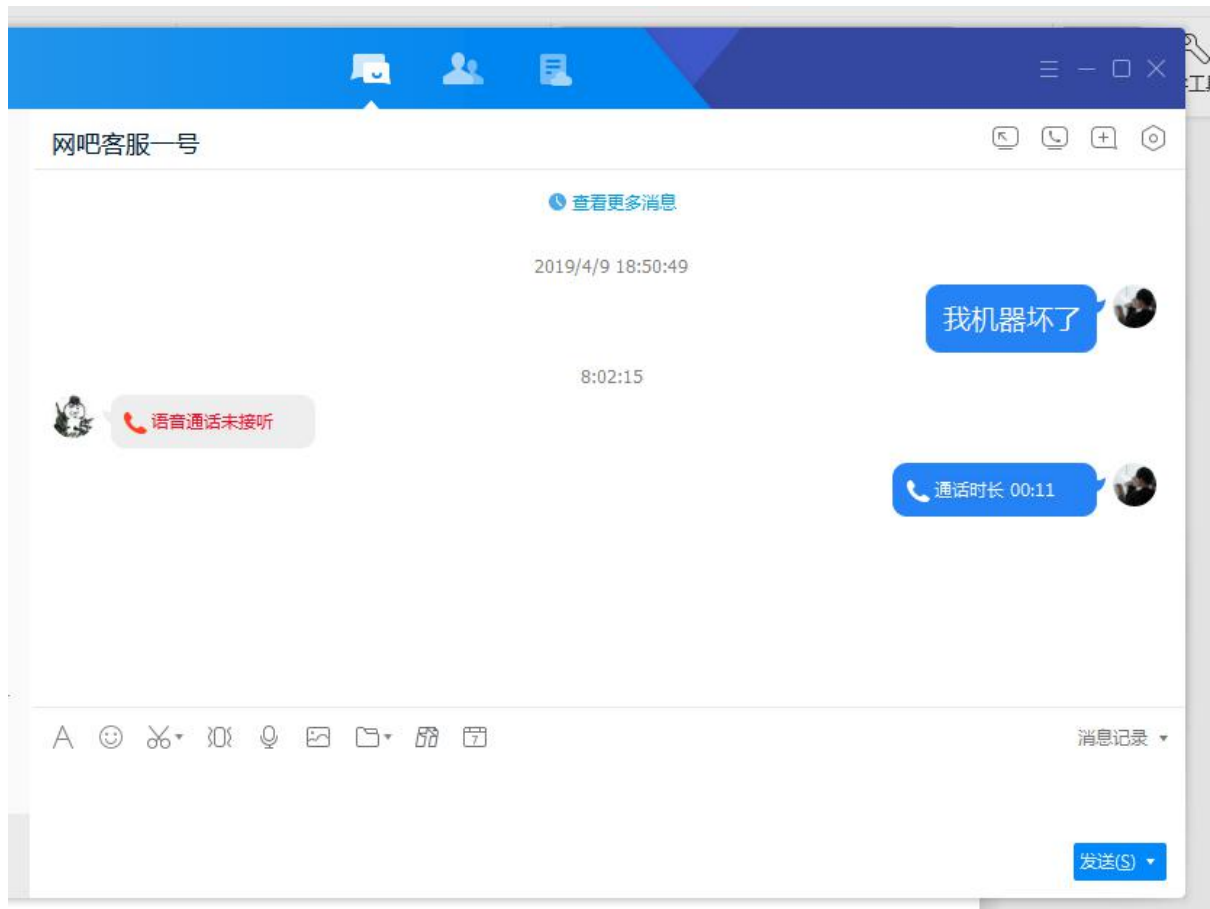 网吧客服一号
查看更多消息
2019/4/9 18:50:49
我机器坏了
8:02:15
语音通话未接听
通话时长 00:11
A
7
消息记录
发送(S)